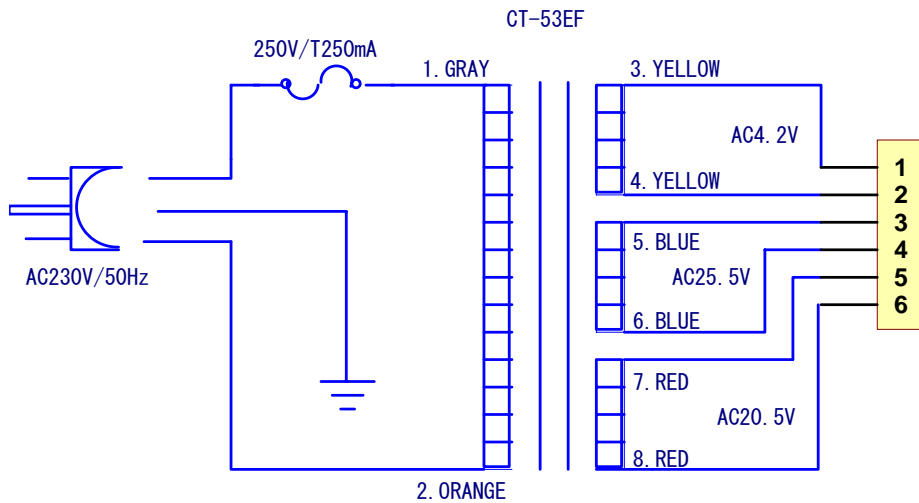 CT-53EF
250V/T250mA
1. GRAY
3. YELLOW
AC4.2V
4. YELLOW
5. BLUE
AC25.5V
6. BLUE
7. RED
AC20.5V
8. RED
AC230V/50Hz
2. ORANGE
1
2
3
4
5
6